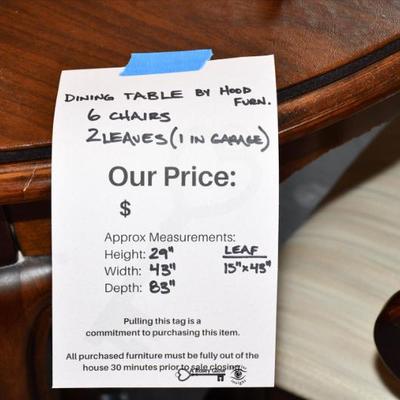 DINING TABLE BY HOOD
FURN.
6 CHAIRS
2 LEAVES (1 IN GARAGE)
Our Price:
$
Approx Measurements:
Height: 29"
Width: 43"
Depth: 83"
LEAF
15" x 43"
Pulling this tag is a
commitment to purchasing this item.
All purchased furniture must be fully out of the
house 30 minutes prior to sale closing.